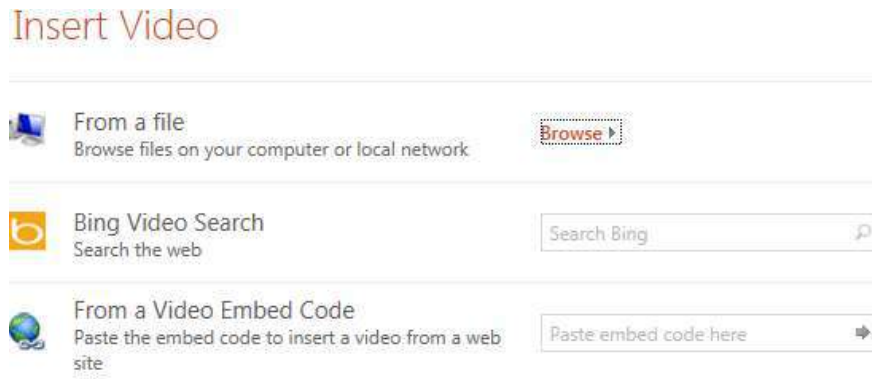 Insert Video
From a file
Browse files on your computer or local network
Browse
Bing Video Search
Search the web
Search Bing
From a Video Embed Code
Paste the embed code to insert a video from a web
site
Paste embed code here